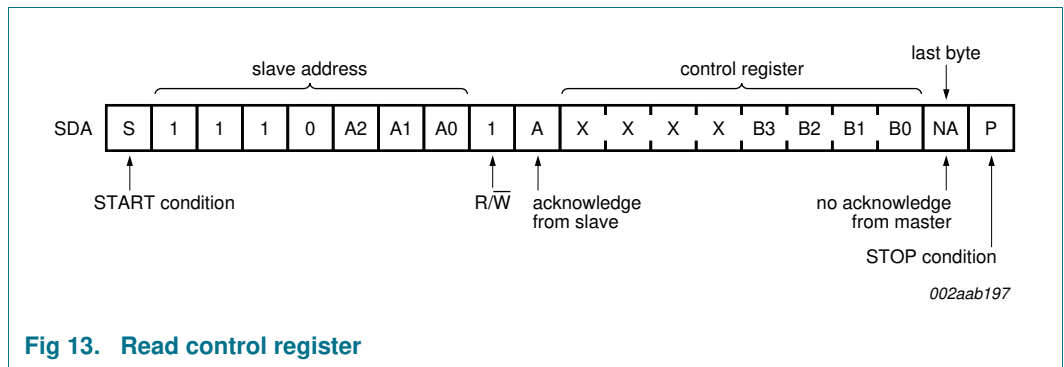 last byte
slave address control register
SDA S 1 1 1 0 A2 A1 A0 1 A X X X X B3 B2 B1 B0 NA P
START condition R/W̅ acknowledge
from slave
no acknowledge
from master
STOP condition
002aab197
Fig 13. Read control register